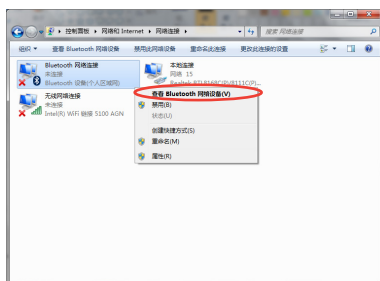 控制面板 ▸ 网络和 Internet ▸ 网络连接 ▸
搜索 网络连接
组织 ▾ 查看 Bluetooth 网络设备 禁用此网络设备 重命名此连接 更改此连接的设置
Bluetooth 网络连接
未连接
Bluetooth 设备(个人区域网)
本地连接
网络 15
Realtek RTL8168C(P)/8111C(P)...
无线网络连接
未连接
Intel(R) WiFi 链接 5100 AGN
查看 Bluetooth 网络设备(V)
禁用(B)
状态(U)
创建快捷方式(S)
重命名(M)
属性(R)